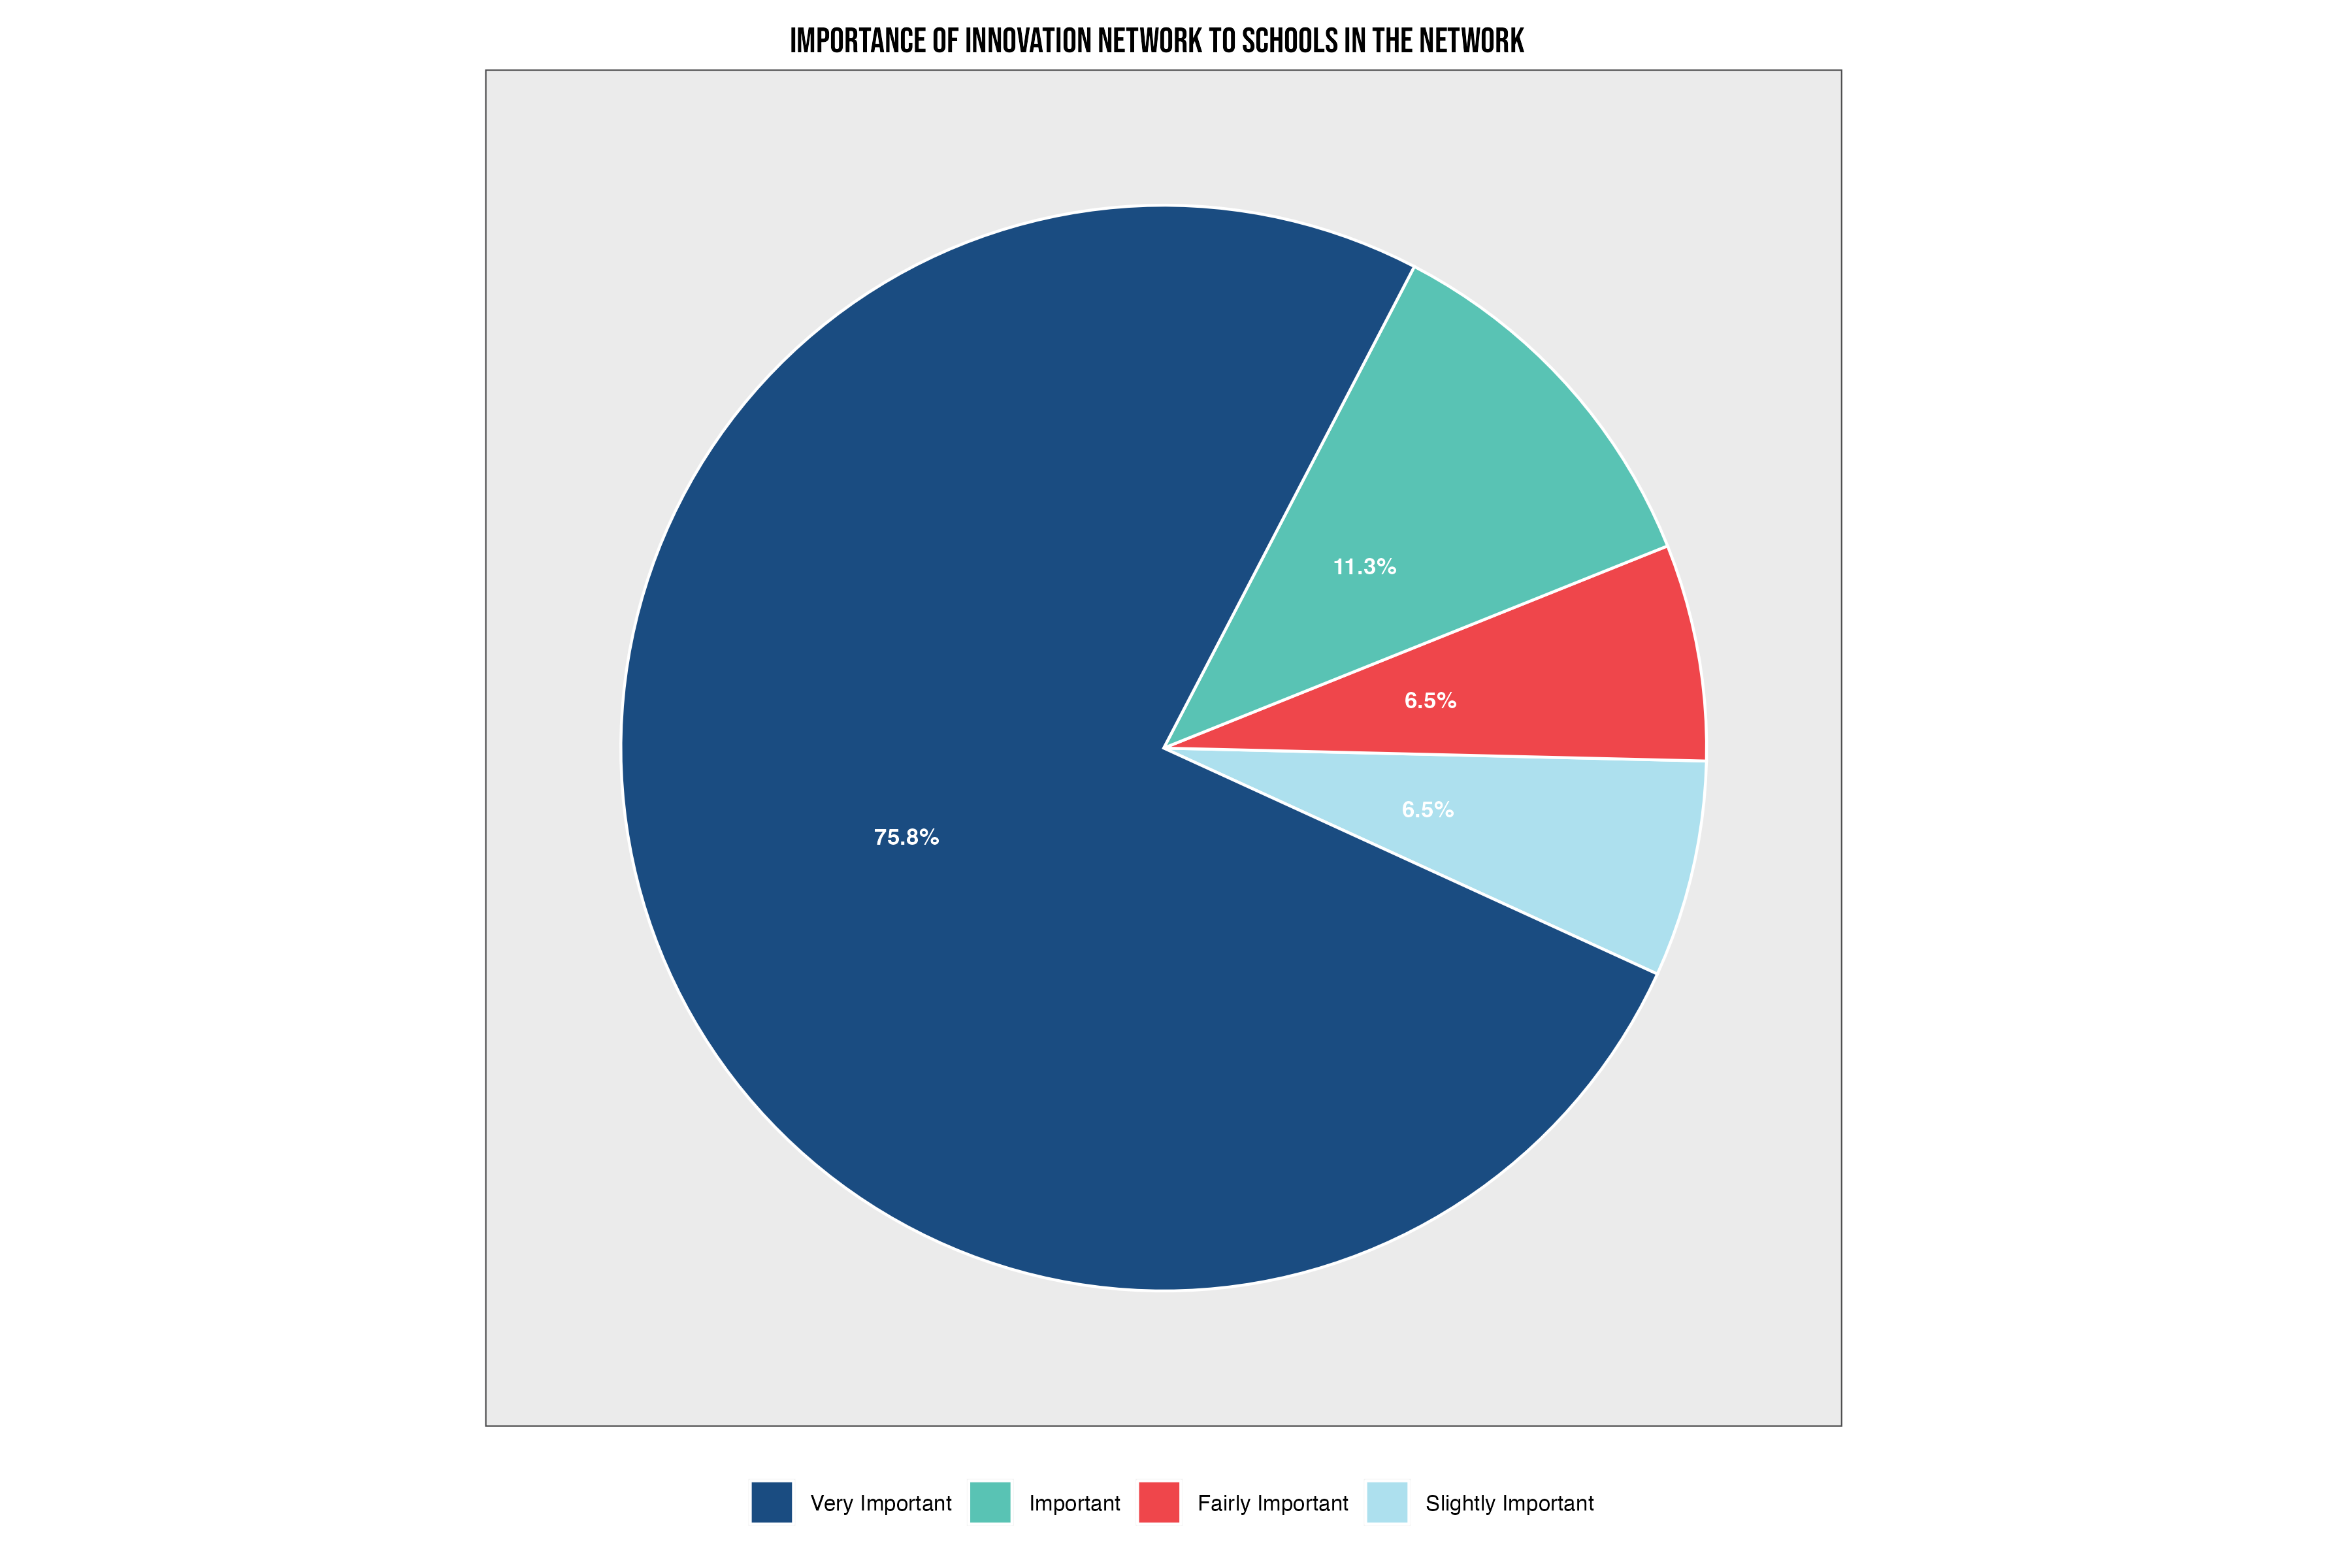 IMPORTANCE OF INNOVATION NETWORK TO SCHOOLS IN THE NETWORK
11.3%
6.5%
6.5%
75.8%
Very Important
Important
Fairly Important
Slightly Important